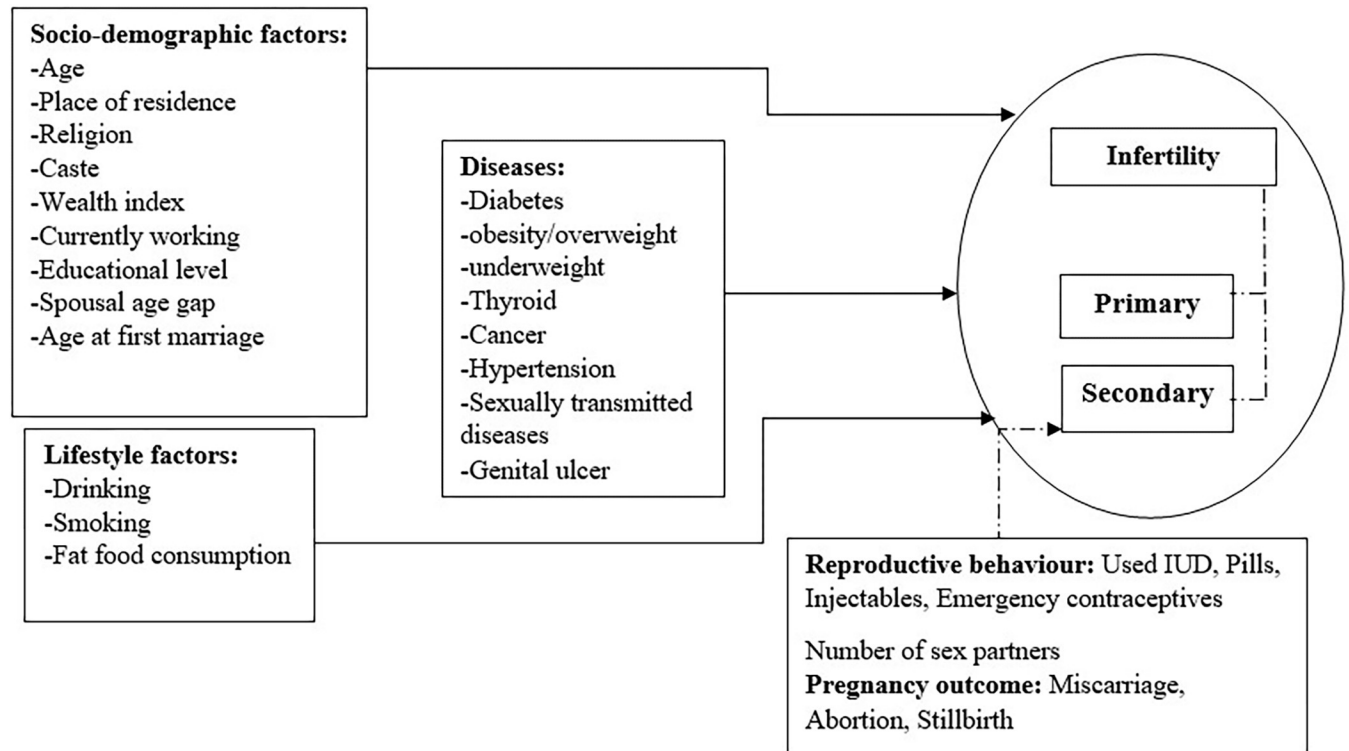 Socio-demographic factors:
-Age
-Place of residence
-Religion
-Caste
-Wealth index
-Currently working
-Educational level
-Spousal age gap
-Age at first marriage
Lifestyle factors:
-Drinking
-Smoking
-Fat food consumption
Diseases:
-Diabetes
-obesity/overweight
-underweight
-Thyroid
-Cancer
-Hypertension
-Sexually transmitted
diseases
-Genital ulcer
Infertility
Primary
Secondary
Reproductive behaviour: Used IUD, Pills,
Injectables, Emergency contraceptives
Number of sex partners
Pregnancy outcome: Miscarriage,
Abortion, Stillbirth